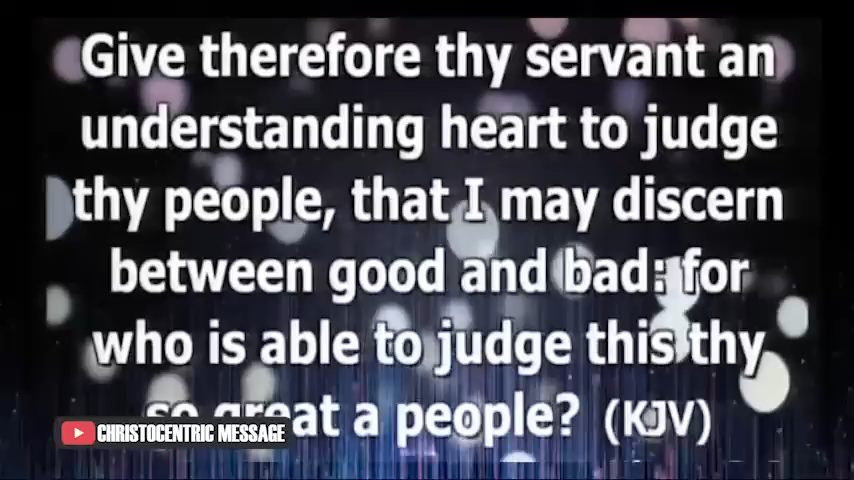 Give therefore thy servant an
understanding heart to judge
thy people, that I may discern
between good and bad: for
who is able to judge this thy
so great a people? (KJV)
CHRISTOCENTRIC MESSAGE